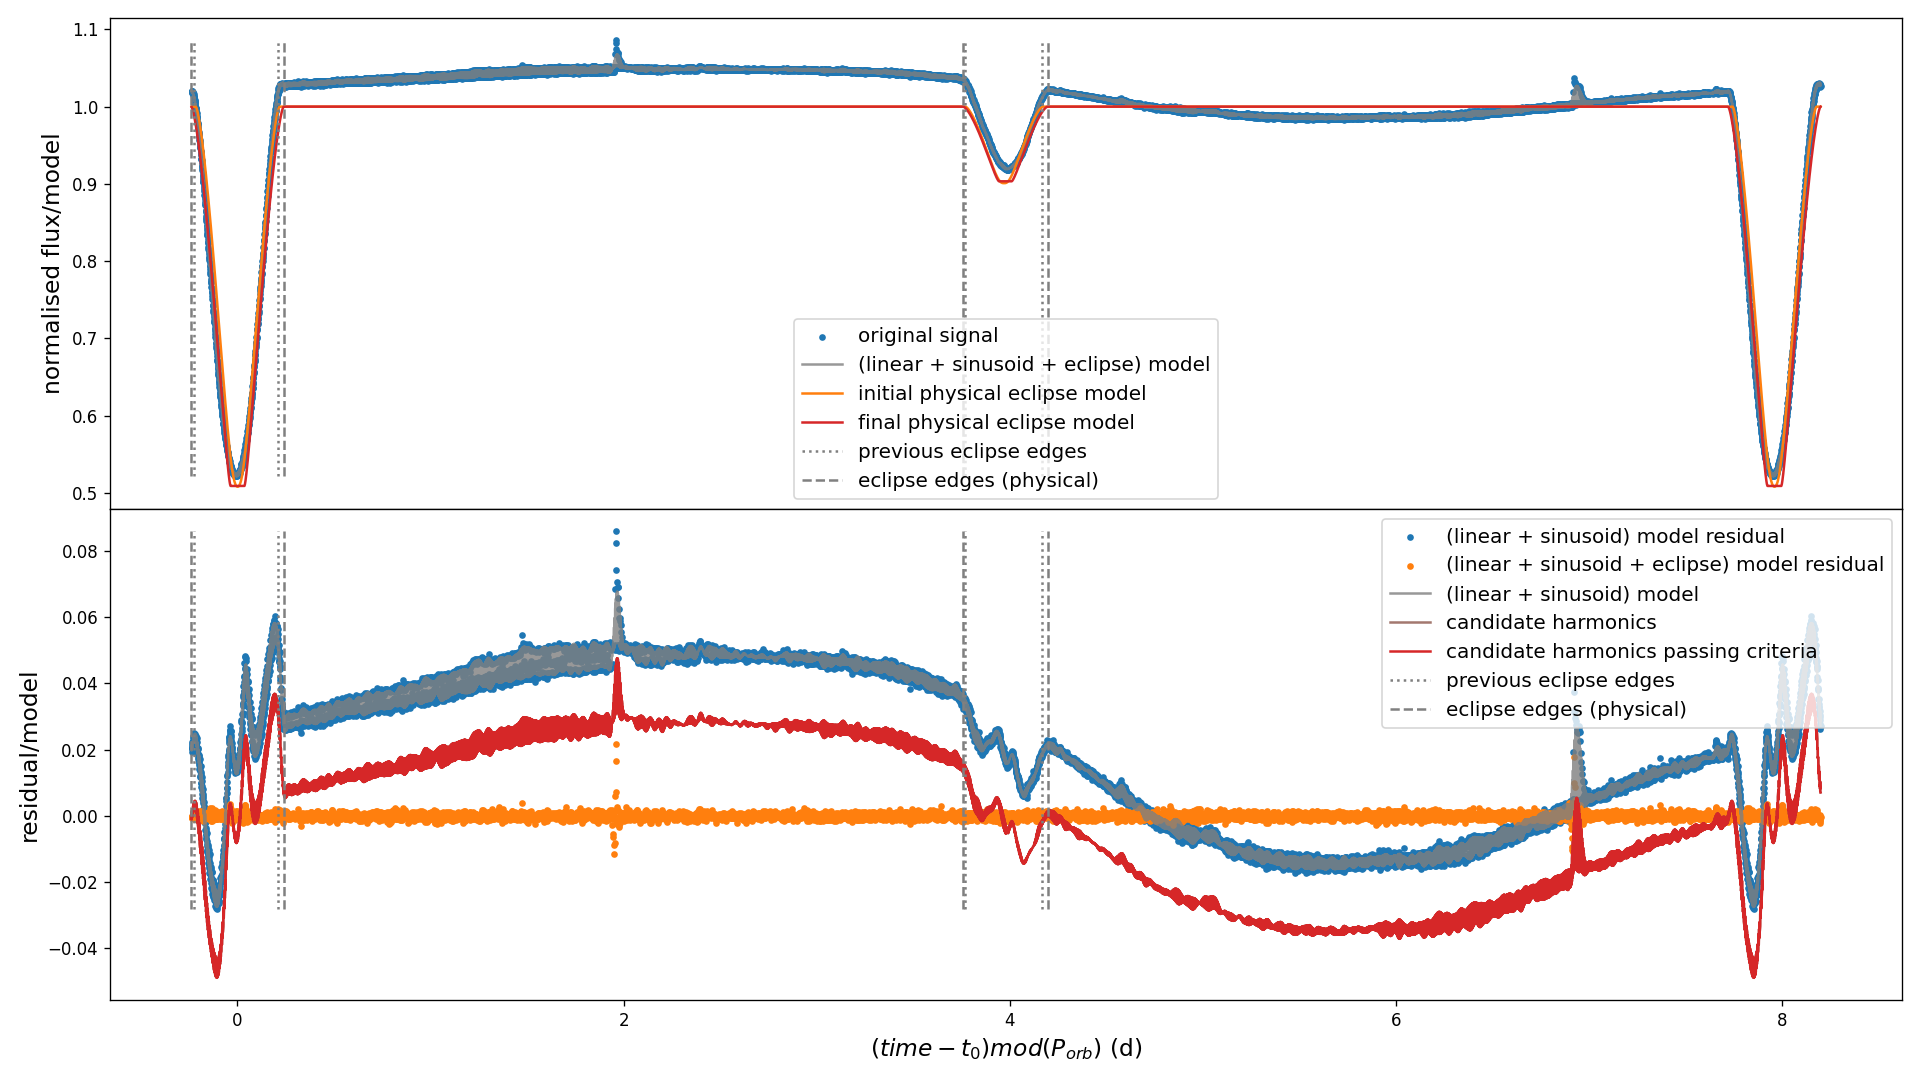 normalised flux/model
1.1
1.0
0.9
0.8
0.7
0.6
0.5
original signal
(linear + sinusoid + eclipse) model
initial physical eclipse model
final physical eclipse model
previous eclipse edges
eclipse edges (physical)
residual/model
0.08
0.06
0.04
0.02
0.00
−0.02
−0.04
(linear + sinusoid) model residual
(linear + sinusoid + eclipse) model residual
(linear + sinusoid) model
candidate harmonics
candidate harmonics passing criteria
previous eclipse edges
eclipse edges (physical)
0 2 4 6 8
(time − t₀)mod(P_{orb}) (d)